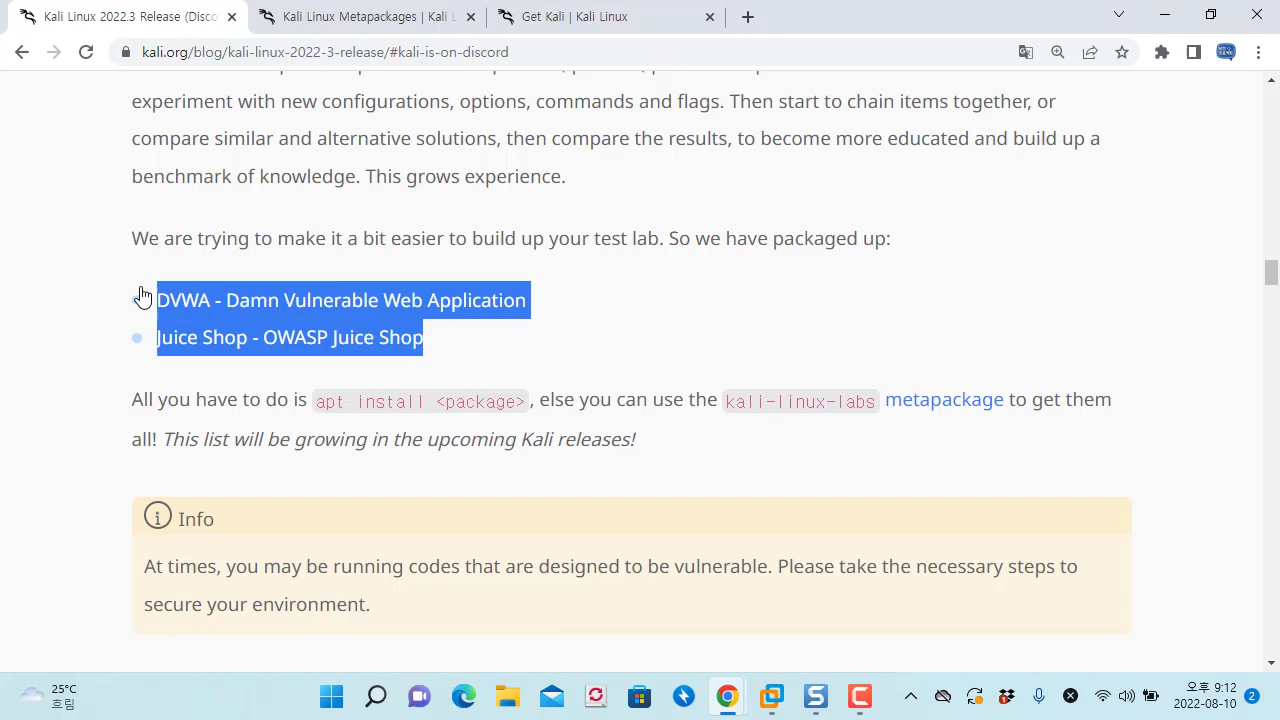 Kali Linux 2022.3 Release (Disco
Kali Linux Metapackages | Kali L
Get Kali | Kali Linux
kali.org/blog/kali-linux-2022-3-release/#kali-is-on-discord
experiment with new configurations, options, commands and flags. Then start to chain items together, or
compare similar and alternative solutions, then compare the results, to become more educated and build up a
benchmark of knowledge. This grows experience.
We are trying to make it a bit easier to build up your test lab. So we have packaged up:
DVWA - Damn Vulnerable Web Application
Juice Shop - OWASP Juice Shop
All you have to do is apt install <package>, else you can use the kali-linux-labs metapackage to get them
all! This list will be growing in the upcoming Kali releases!
Info
At times, you may be running codes that are designed to be vulnerable. Please take the necessary steps to
secure your environment.
25°C
흐림
오후 9:12
2022-08-10
2